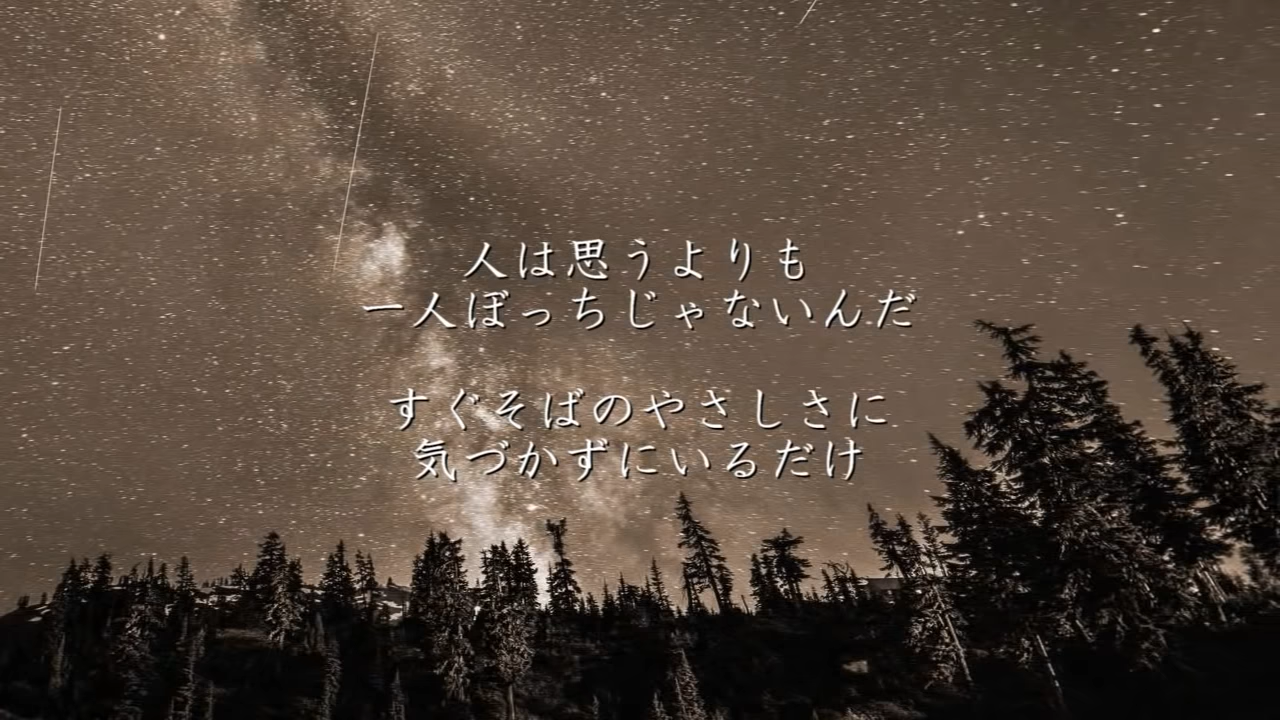 人は思うよりも
一人ぼっちじゃないんだ
すぐそばのやさしさに
気づかずにいるだけ